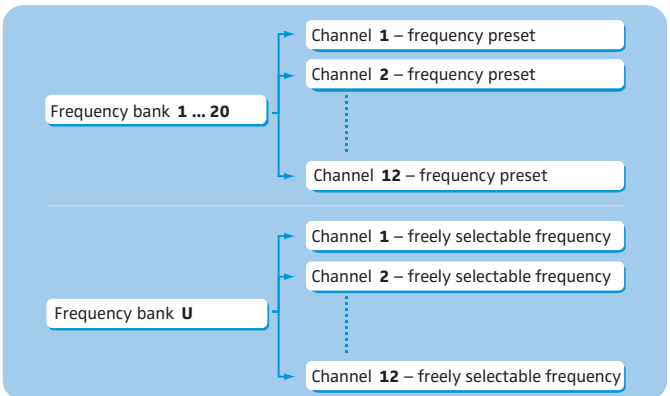 Channel 1 – frequency preset
Channel 2 – frequency preset
Frequency bank 1 ... 20
Channel 12 – frequency preset
Channel 1 – freely selectable frequency
Channel 2 – freely selectable frequency
Frequency bank U
Channel 12 – freely selectable frequency